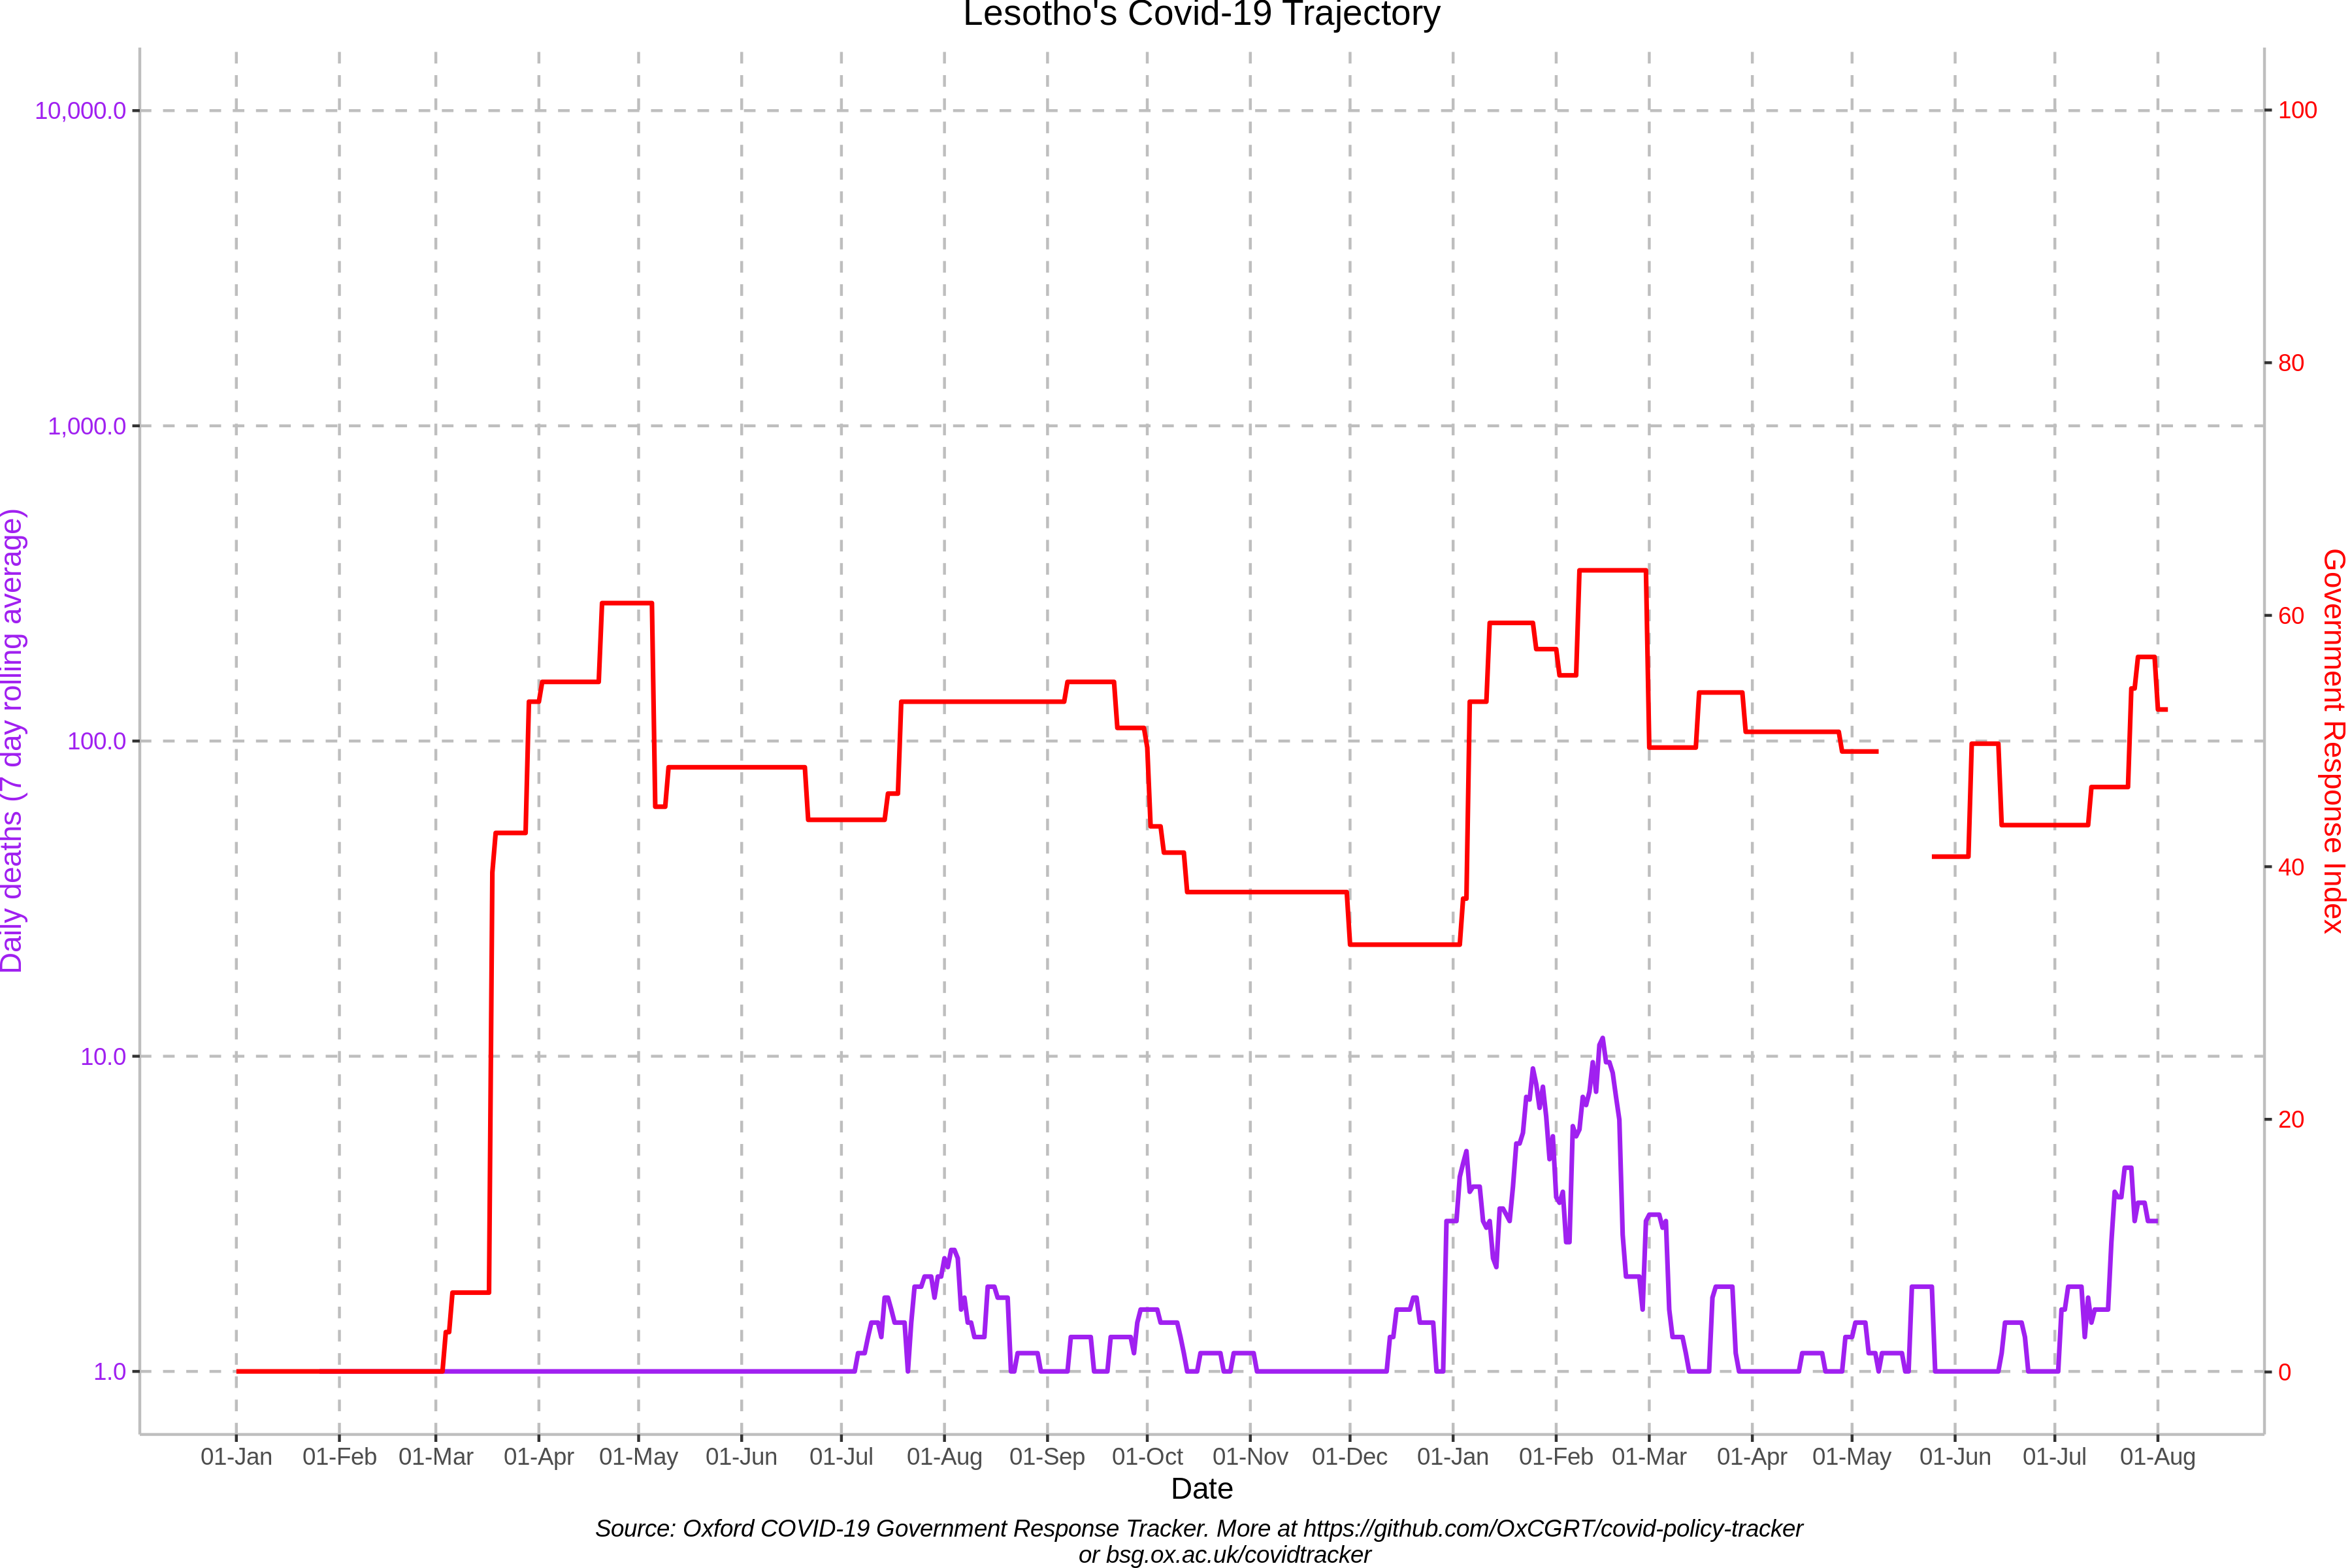 Lesotho's Covid-19 Trajectory
10,000.0
1,000.0
100.0
10.0
1.0
Daily deaths (7 day rolling average)
100
80
60
40
20
0
Government Response Index
01-Jan 01-Feb 01-Mar 01-Apr 01-May 01-Jun 01-Jul 01-Aug 01-Sep 01-Oct 01-Nov 01-Dec 01-Jan 01-Feb 01-Mar 01-Apr 01-May 01-Jun 01-Jul 01-Aug
Date
Source: Oxford COVID-19 Government Response Tracker. More at https://github.com/OxCGRT/covid-policy-tracker
or bsg.ox.ac.uk/covidtracker